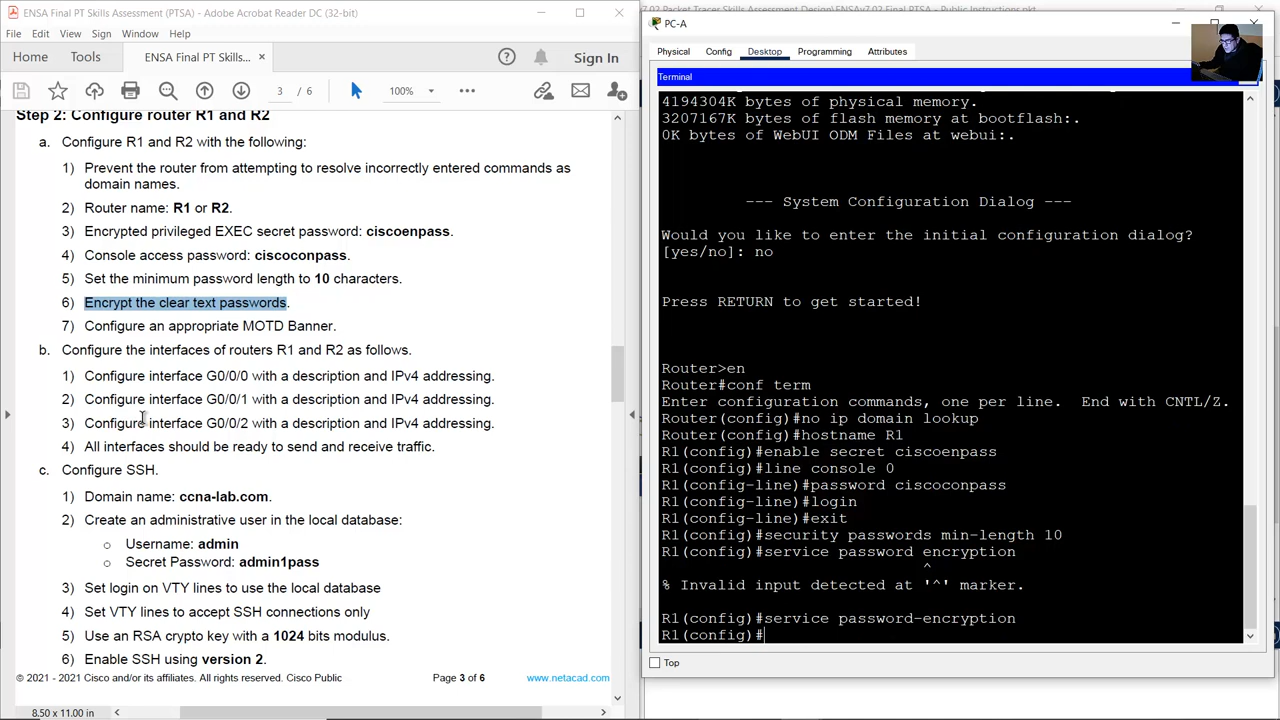 ENSA Final PT Skills Assessment (PTSA) - Adobe Acrobat Reader DC (32-bit)
File Edit View Sign Window Help
Home Tools ENSA Final PT Skills... × Sign In
3 / 6 100%
Step 2: Configure router R1 and R2
a. Configure R1 and R2 with the following:
1) Prevent the router from attempting to resolve incorrectly entered commands as
domain names.
2) Router name: R1 or R2.
3) Encrypted privileged EXEC secret password: ciscoenpass.
4) Console access password: ciscoconpass.
5) Set the minimum password length to 10 characters.
6) Encrypt the clear text passwords.
7) Configure an appropriate MOTD Banner.
b. Configure the interfaces of routers R1 and R2 as follows.
1) Configure interface G0/0/0 with a description and IPv4 addressing.
2) Configure interface G0/0/1 with a description and IPv4 addressing.
3) Configure interface G0/0/2 with a description and IPv4 addressing.
All interfaces should be ready to send and receive traffic.
c. Configure SSH.
1) Domain name: ccna-lab.com.
2) Create an administrative user in the local database:
o Username: admin
o Secret Password: admin1pass
3) Set login on VTY lines to use the local database
4) Set VTY lines to accept SSH connections only
5) Use an RSA crypto key with a 1024 bits modulus.
6) Enable SSH using version 2.
© 2021 - 2021 Cisco and/or its affiliates. All rights reserved. Cisco Public Page 3 of 6 www.netacad.com
8.50 x 11.00 in
PC-A
Physical Config Desktop Programming Attributes
Terminal
4194304K bytes of physical memory.
3207167K bytes of flash memory at bootflash:.
0K bytes of WebUI ODM Files at webui:.
--- System Configuration Dialog ---
Would you like to enter the initial configuration dialog?
[yes/no]: no
Press RETURN to get started!
Router>en
Router#conf term
Enter configuration commands, one per line. End with CNTL/Z.
Router(config)#no ip domain lookup
Router(config)#hostname R1
R1(config)#enable secret ciscoenpass
R1(config)#line console 0
R1(config-line)#password ciscoconpass
R1(config-line)#login
R1(config-line)#exit
R1(config)#security passwords min-length 10
R1(config)#service password encryption
^
% Invalid input detected at '^' marker.
R1(config)#service password-encryption
R1(config)#
Top